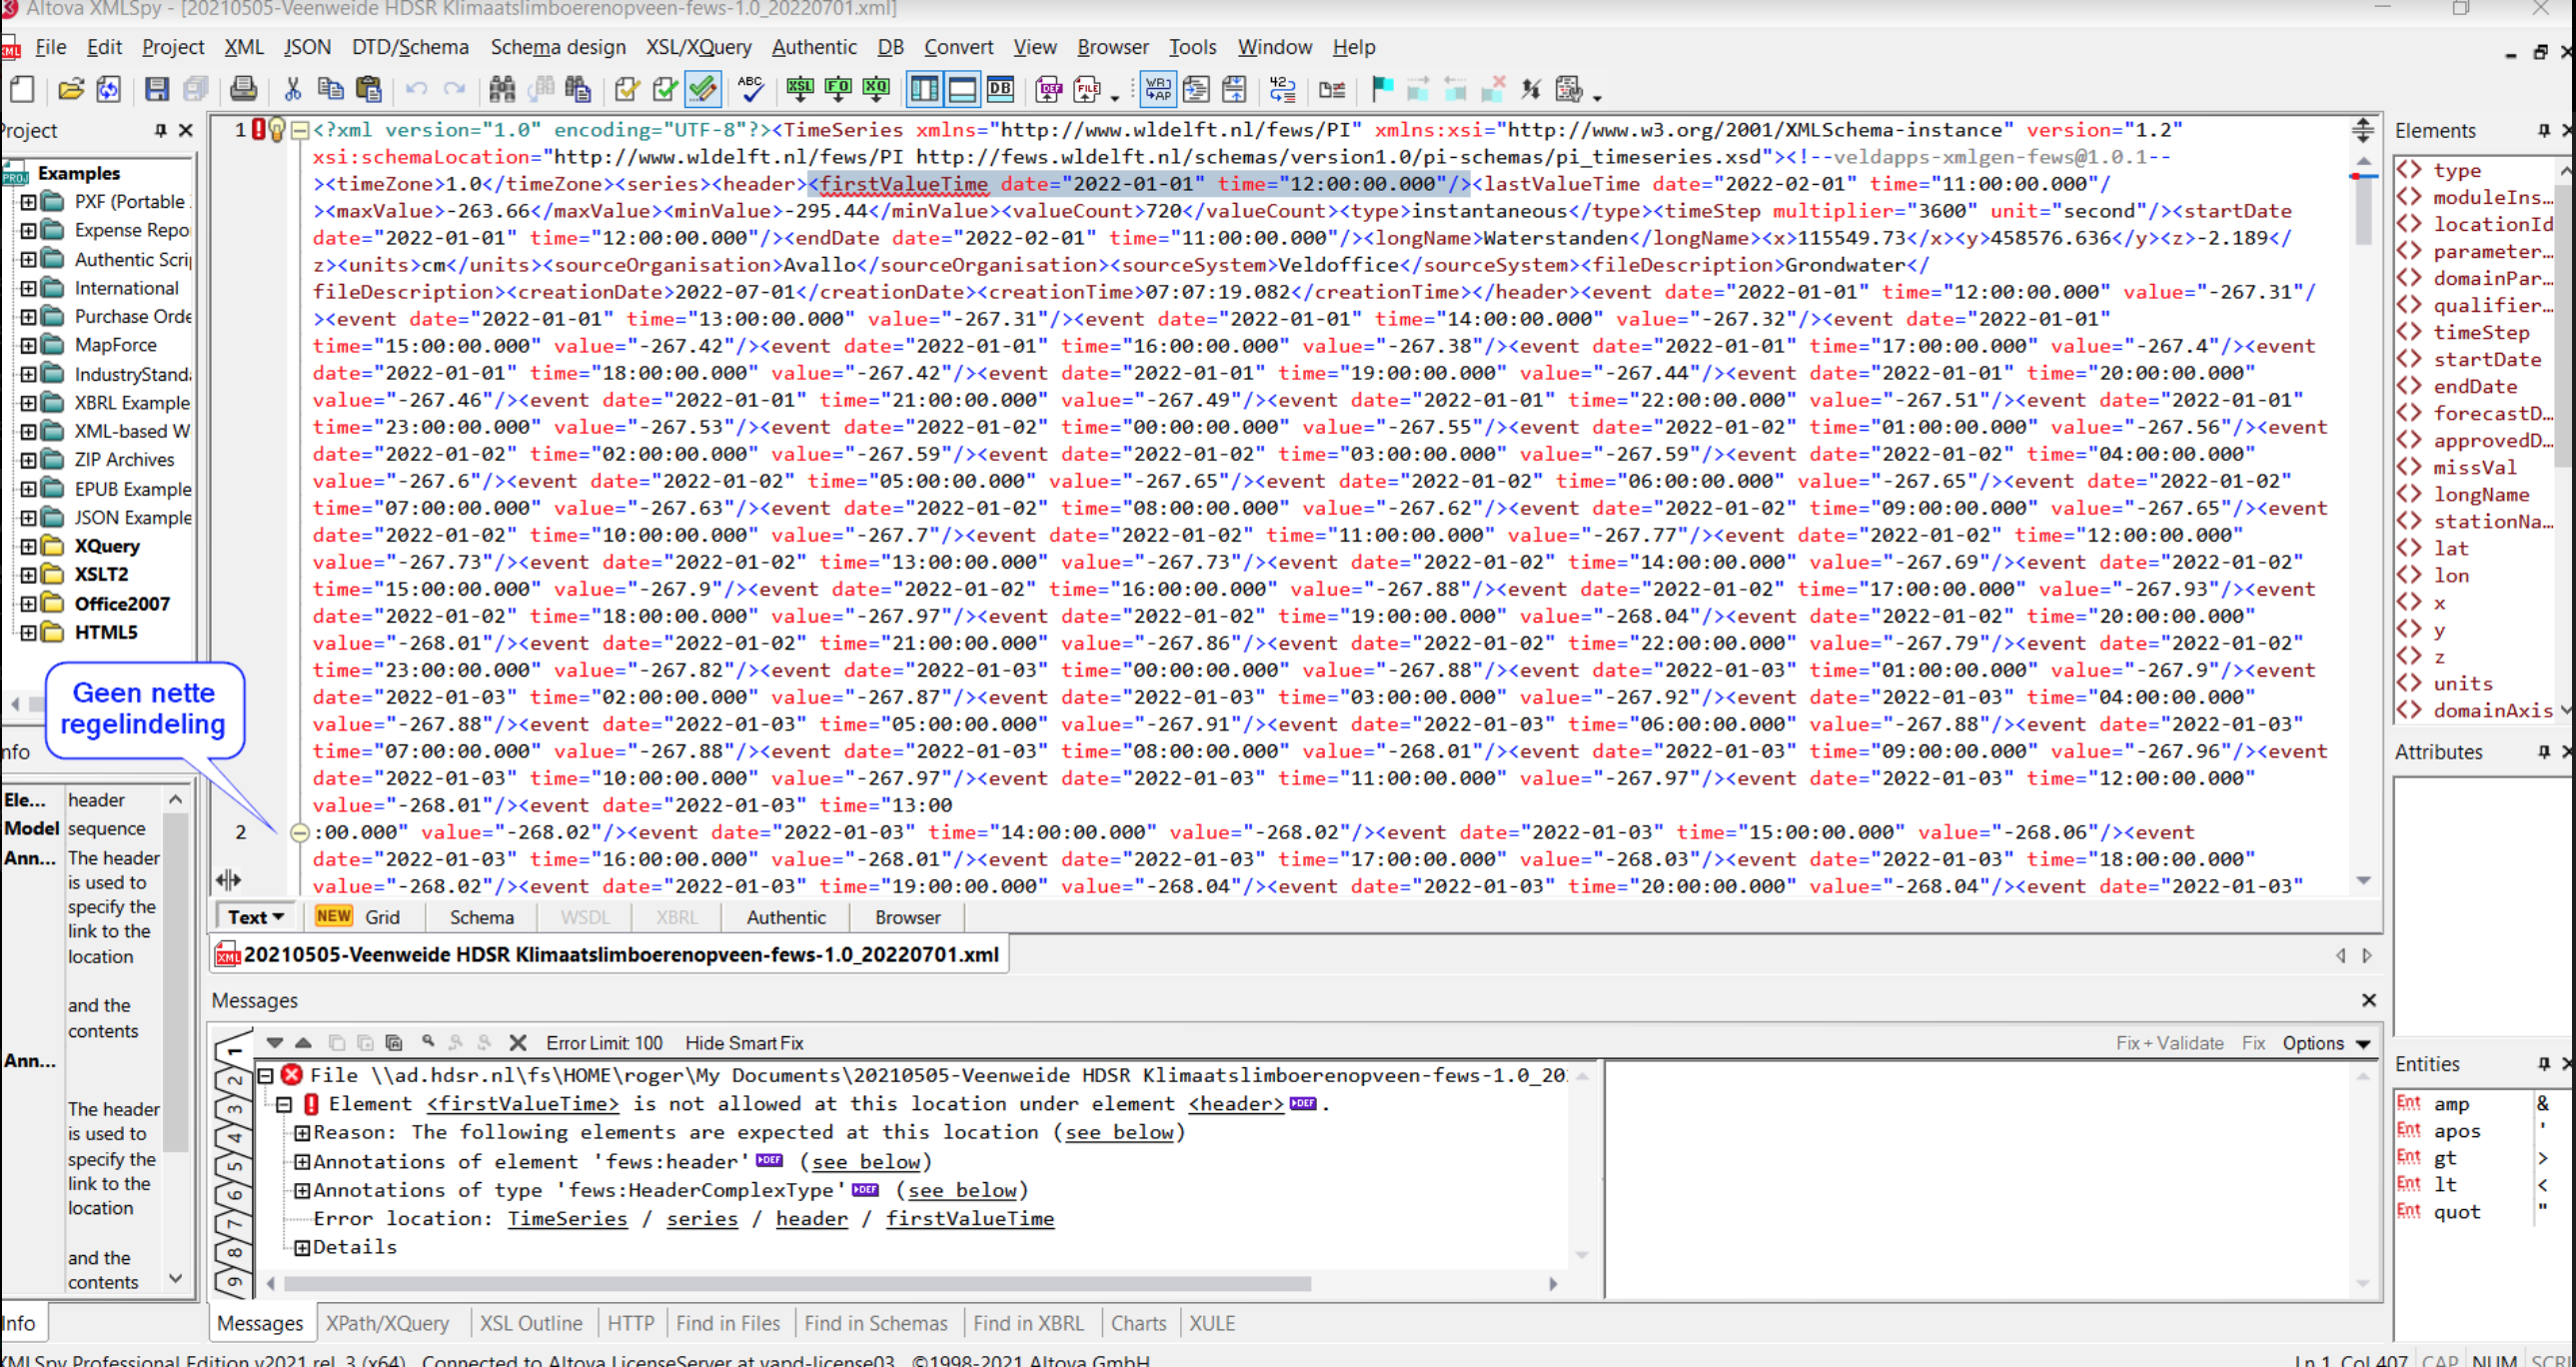 Altova XMLSpy - [20210505-Veenweide HDSR Klimaatslimboerenopveen-fews-1.0_20220701.xml]
File Edit Project XML JSON DTD/Schema Schema design XSL/XQuery Authentic DB Convert View Browser Tools Window Help
Project
Examples
PXF (Portable
Expense Repo
Authentic Scri
International
Purchase Orde
MapForce
IndustryStanda
XBRL Example
XML-based W
ZIP Archives
EPUB Example
JSON Example
XQuery
XSLT2
Office2007
HTML5
Geen nette
regelindeling
Info
Ele... header
Model sequence
Ann... The header
is used to
specify the
link to the
location
and the
contents
Ann...
The header
is used to
specify the
link to the
location
and the
contents
Info
1 <?xml version="1.0" encoding="UTF-8"?><TimeSeries xmlns="http://www.wldelft.nl/fews/PI" xmlns:xsi="http://www.w3.org/2001/XMLSchema-instance" version="1.2"
xsi:schemaLocation="http://www.wldelft.nl/fews/PI http://fews.wldelft.nl/schemas/version1.0/pi-schemas/pi_timeseries.xsd"><!--veldapps-xmlgen-fews@1.0.1--
><timeZone>1.0</timeZone><series><header><firstValueTime date="2022-01-01" time="12:00:00.000"/><lastValueTime date="2022-02-01" time="11:00:00.000"/
><maxValue>-263.66</maxValue><minValue>-295.44</minValue><valueCount>720</valueCount><type>instantaneous</type><timeStep multiplier="3600" unit="second"/><startDate
date="2022-01-01" time="12:00:00.000"/><endDate date="2022-02-01" time="11:00:00.000"/><longName>Waterstanden</longName><x>115549.73</x><y>458576.636</y><z>-2.189</
z><units>cm</units><sourceOrganisation>Avallo</sourceOrganisation><sourceSystem>Veldoffice</sourceSystem><fileDescription>Grondwater</
fileDescription><creationDate>2022-07-01</creationDate><creationTime>07:07:19.082</creationTime></header><event date="2022-01-01" time="12:00:00.000" value="-267.31"/
><event date="2022-01-01" time="13:00:00.000" value="-267.31"/><event date="2022-01-01" time="14:00:00.000" value="-267.32"/><event date="2022-01-01"
time="15:00:00.000" value="-267.42"/><event date="2022-01-01" time="16:00:00.000" value="-267.38"/><event date="2022-01-01" time="17:00:00.000" value="-267.4"/><event
date="2022-01-01" time="18:00:00.000" value="-267.42"/><event date="2022-01-01" time="19:00:00.000" value="-267.44"/><event date="2022-01-01" time="20:00:00.000"
value="-267.46"/><event date="2022-01-01" time="21:00:00.000" value="-267.49"/><event date="2022-01-01" time="22:00:00.000" value="-267.51"/><event date="2022-01-01"
time="23:00:00.000" value="-267.53"/><event date="2022-01-02" time="00:00:00.000" value="-267.55"/><event date="2022-01-02" time="01:00:00.000" value="-267.56"/><event
date="2022-01-02" time="02:00:00.000" value="-267.59"/><event date="2022-01-02" time="03:00:00.000" value="-267.59"/><event date="2022-01-02" time="04:00:00.000"
value="-267.6"/><event date="2022-01-02" time="05:00:00.000" value="-267.65"/><event date="2022-01-02" time="06:00:00.000" value="-267.65"/><event date="2022-01-02"
time="07:00:00.000" value="-267.63"/><event date="2022-01-02" time="08:00:00.000" value="-267.62"/><event date="2022-01-02" time="09:00:00.000" value="-267.65"/><event
date="2022-01-02" time="10:00:00.000" value="-267.7"/><event date="2022-01-02" time="11:00:00.000" value="-267.77"/><event date="2022-01-02" time="12:00:00.000"
value="-267.73"/><event date="2022-01-02" time="13:00:00.000" value="-267.73"/><event date="2022-01-02" time="14:00:00.000" value="-267.69"/><event date="2022-01-02"
time="15:00:00.000" value="-267.9"/><event date="2022-01-02" time="16:00:00.000" value="-267.88"/><event date="2022-01-02" time="17:00:00.000" value="-267.93"/><event
date="2022-01-02" time="18:00:00.000" value="-267.97"/><event date="2022-01-02" time="19:00:00.000" value="-268.04"/><event date="2022-01-02" time="20:00:00.000"
value="-268.01"/><event date="2022-01-02" time="21:00:00.000" value="-267.86"/><event date="2022-01-02" time="22:00:00.000" value="-267.79"/><event date="2022-01-02"
time="23:00:00.000" value="-267.82"/><event date="2022-01-03" time="00:00:00.000" value="-267.88"/><event date="2022-01-03" time="01:00:00.000" value="-267.9"/><event
date="2022-01-03" time="02:00:00.000" value="-267.87"/><event date="2022-01-03" time="03:00:00.000" value="-267.92"/><event date="2022-01-03" time="04:00:00.000"
value="-267.88"/><event date="2022-01-03" time="05:00:00.000" value="-267.91"/><event date="2022-01-03" time="06:00:00.000" value="-267.88"/><event date="2022-01-03"
time="07:00:00.000" value="-267.88"/><event date="2022-01-03" time="08:00:00.000" value="-268.01"/><event date="2022-01-03" time="09:00:00.000" value="-267.96"/><event
date="2022-01-03" time="10:00:00.000" value="-267.97"/><event date="2022-01-03" time="11:00:00.000" value="-267.97"/><event date="2022-01-03" time="12:00:00.000"
value="-268.01"/><event date="2022-01-03" time="13:00
2 :00.000" value="-268.02"/><event date="2022-01-03" time="14:00:00.000" value="-268.02"/><event date="2022-01-03" time="15:00:00.000" value="-268.06"/><event
date="2022-01-03" time="16:00:00.000" value="-268.01"/><event date="2022-01-03" time="17:00:00.000" value="-268.03"/><event date="2022-01-03" time="18:00:00.000"
value="-268.02"/><event date="2022-01-03" time="19:00:00.000" value="-268.04"/><event date="2022-01-03" time="20:00:00.000" value="-268.04"/><event date="2022-01-03"
Text NEW Grid Schema WSDL XBRL Authentic Browser
20210505-Veenweide HDSR Klimaatslimboerenopveen-fews-1.0_20220701.xml
Messages
Error Limit: 100 Hide Smart Fix Fix + Validate Fix Options
1
2
3
4
5
6
7
8
9
File \\ad.hdsr.nl\fs\HOME\roger\My Documents\20210505-Veenweide HDSR Klimaatslimboerenopveen-fews-1.0_20
Element <firstValueTime> is not allowed at this location under element <header> DEF .
Reason: The following elements are expected at this location (see below)
Annotations of element 'fews:header' DEF (see below)
Annotations of type 'fews:HeaderComplexType' DEF (see below)
Error location: TimeSeries / series / header / firstValueTime
Details
Messages XPath/XQuery XSL Outline HTTP Find in Files Find in Schemas Find in XBRL Charts XULE
Elements
type
moduleIns...
locationId
parameter...
domainPar...
qualifier...
timeStep
startDate
endDate
forecastD...
approvedD...
missVal
longName
stationNa...
lat
lon
x
y
z
units
domainAxis
Attributes
Entities
Ent amp &
Ent apos '
Ent gt >
Ent lt <
Ent quot "
XMLSpy Professional Edition v2021 rel. 3 (x64) Connected to Altova LicenseServer at vapd-license03 ©1998-2021 Altova GmbH Ln 1, Col 407 CAP NUM SCRL